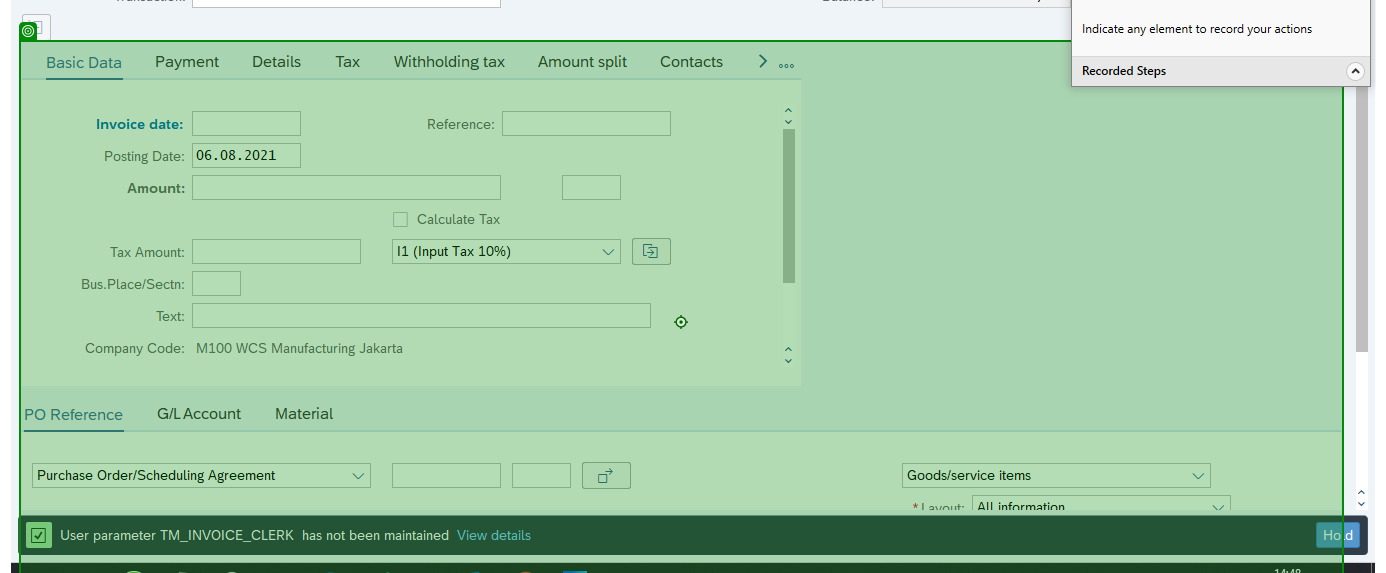 Indicate any element to record your actions
Recorded Steps
Basic Data Payment Details Tax Withholding tax Amount split Contacts
Invoice date: Reference:
Posting Date: 06.08.2021
Amount:
Calculate Tax
Tax Amount: I1 (Input Tax 10%)
Bus.Place/Sectn:
Text:
Company Code: M100 WCS Manufacturing Jakarta
PO Reference G/L Account Material
Purchase Order/Scheduling Agreement Goods/service items
* Layout: All information
User parameter TM_INVOICE_CLERK has not been maintained View details Hold